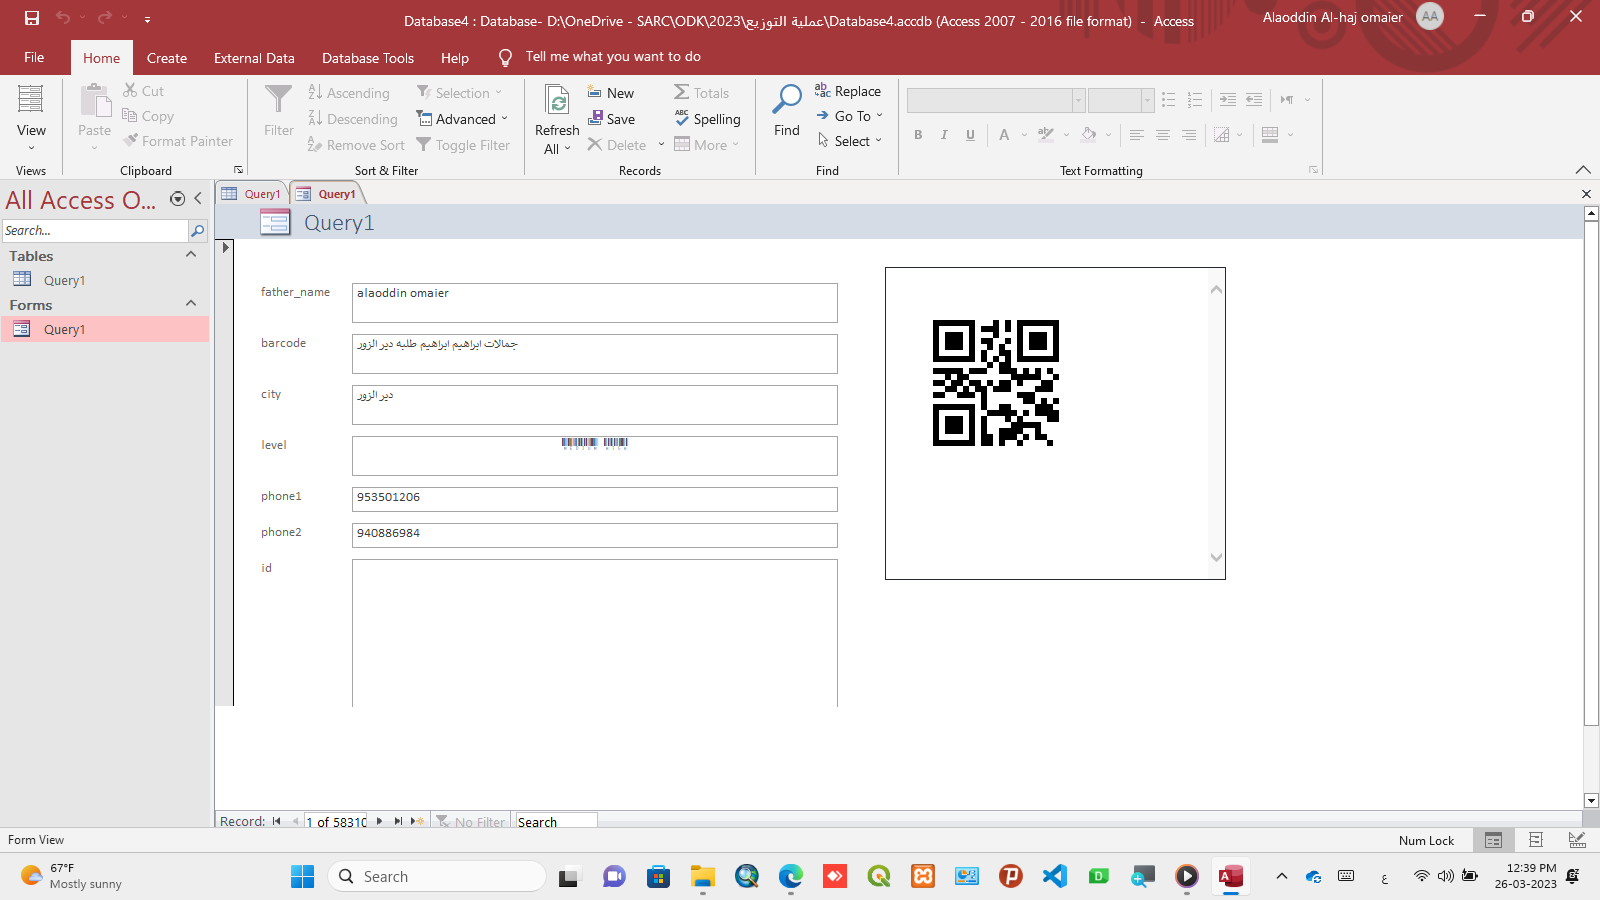 Database4 : Database- D:\OneDrive - SARC\ODK\2023\عملية التوزيع\Database4.accdb (Access 2007 - 2016 file format) - Access
Alaoddin Al-haj omaier AA
File Home Create External Data Database Tools Help Tell me what you want to do
View
Views
Paste
Cut
Copy
Format Painter
Clipboard
Filter
Ascending
Descending
Remove Sort
Selection
Advanced
Toggle Filter
Sort & Filter
Refresh
All
New
Save
Delete
Totals
Spelling
More
Records
Find
Replace
Go To
Select
Find
B I U A
Text Formatting
All Access O...
Search...
Tables
Query1
Forms
Query1
Query1 Query1
Query1
father_name alaoddin omaier
barcode جمالات ابراهيم ابراهيم طلبه دير الزور
city دير الزور
level MEDIUM HIGH
phone1 953501206
phone2 940886984
id
Record: 1 of 58310 No Filter Search
Form View Num Lock
67°F
Mostly sunny
Search
ع
12:39 PM
26-03-2023